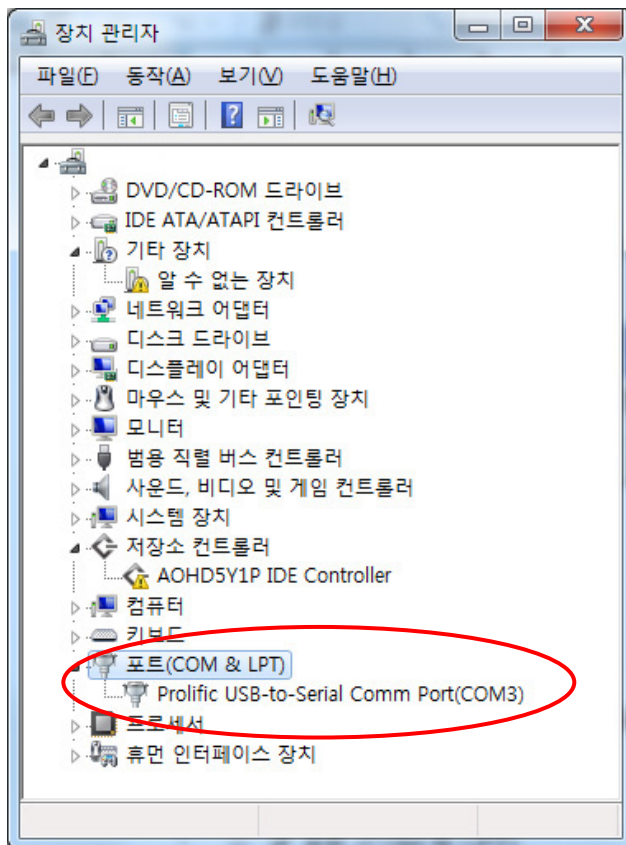 장치 관리자
파일(F) 동작(A) 보기(V) 도움말(H)
DVD/CD-ROM 드라이브
IDE ATA/ATAPI 컨트롤러
기타 장치
알 수 없는 장치
네트워크 어댑터
디스크 드라이브
디스플레이 어댑터
마우스 및 기타 포인팅 장치
모니터
범용 직렬 버스 컨트롤러
사운드, 비디오 및 게임 컨트롤러
시스템 장치
저장소 컨트롤러
AOHD5Y1P IDE Controller
컴퓨터
키보드
포트(COM & LPT)
Prolific USB-to-Serial Comm Port(COM3)
프로세서
휴먼 인터페이스 장치